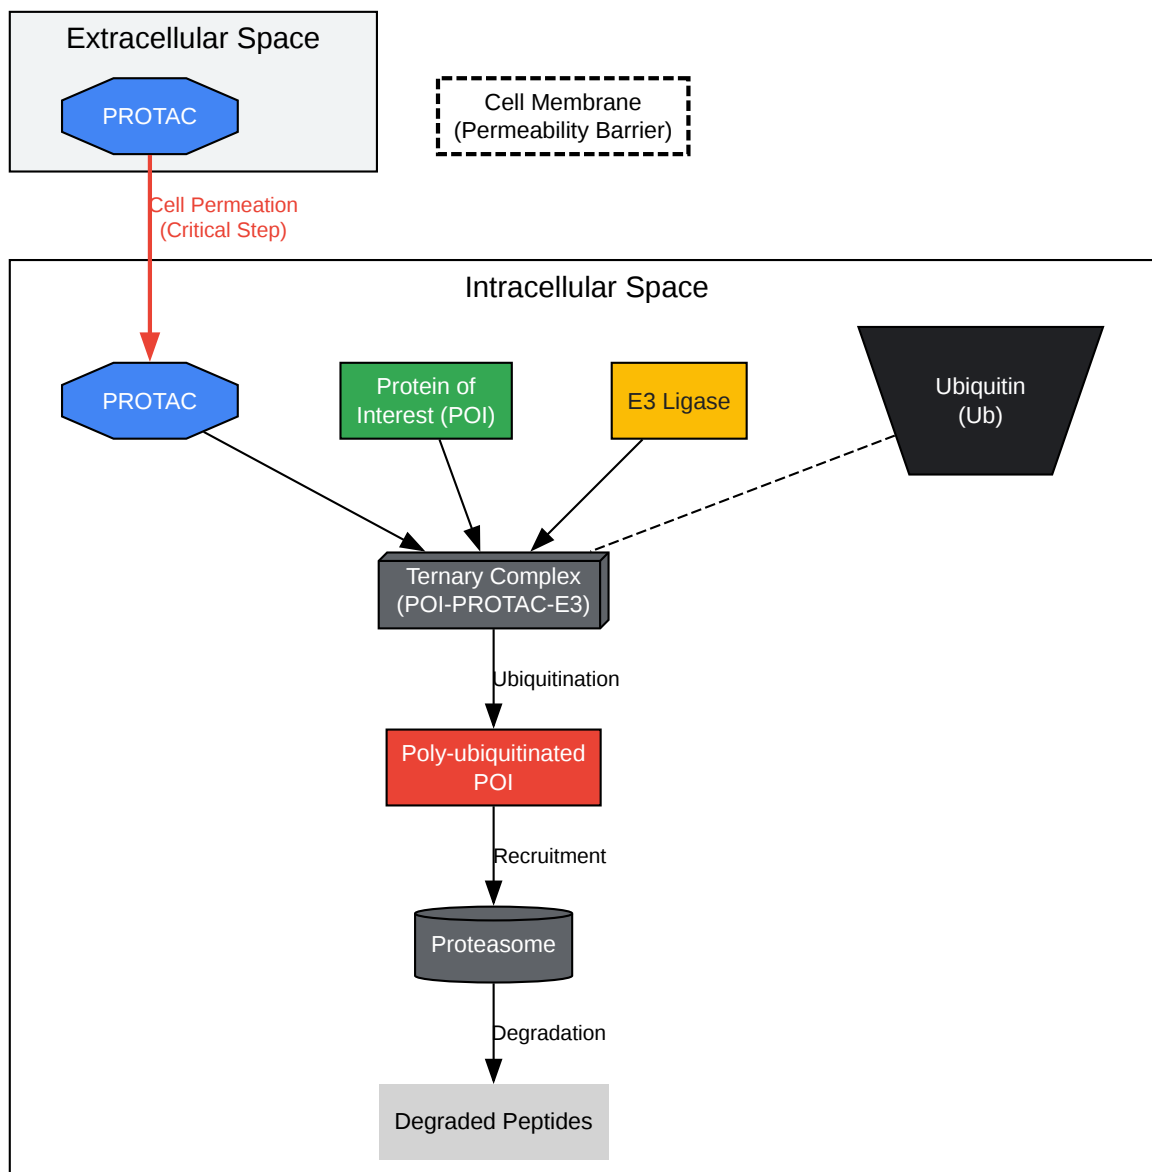 Extracellular Space
PROTAC
Cell Membrane
(Permeability Barrier)
Cell Permeation
(Critical Step)
Intracellular Space
PROTAC
Protein of
Interest (POI)
E3 Ligase
Ubiquitin
(Ub)
Ternary Complex
(POI-PROTAC-E3)
Ubiquitination
Poly-ubiquitinated
POI
Recruitment
Proteasome
Degradation
Degraded Peptides